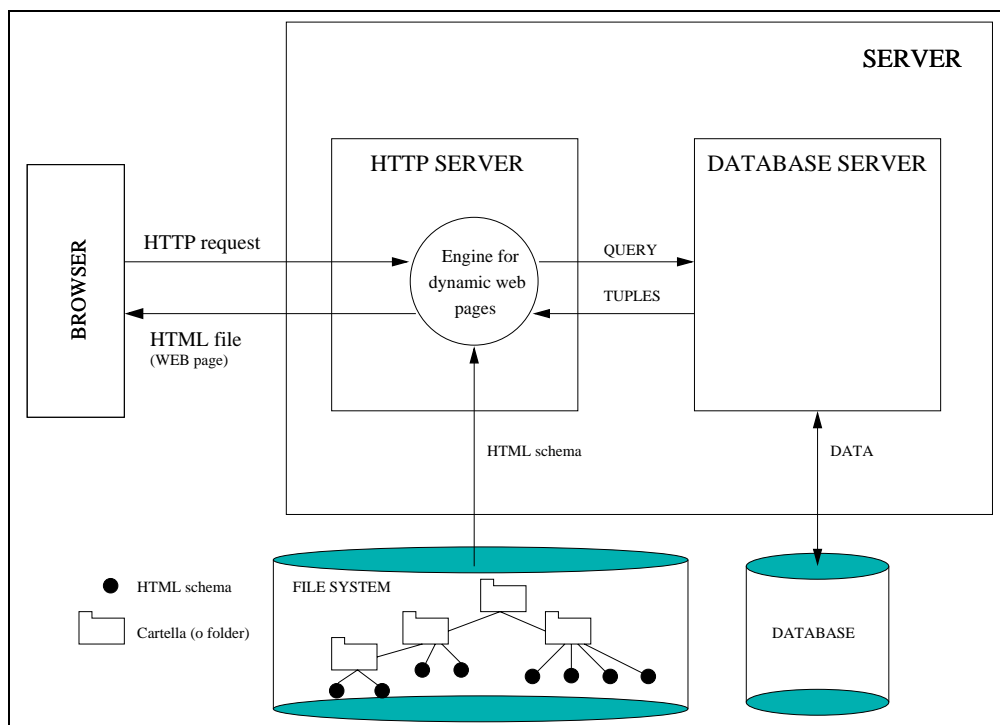 SERVER
HTTP SERVER
DATABASE SERVER
BROWSER
HTTP request
Engine for
dynamic web
pages
QUERY
TUPLES
HTML file
(WEB page)
HTML schema
DATA
HTML schema
Cartella (o folder)
FILE SYSTEM
DATABASE